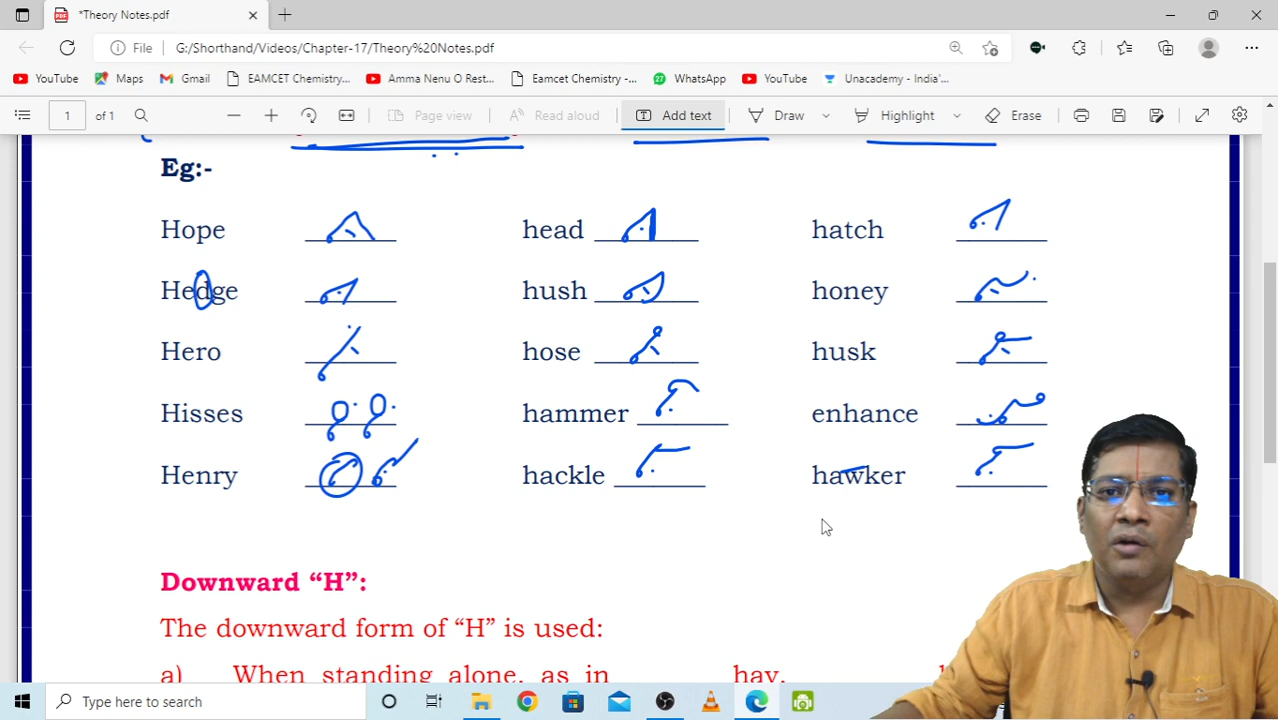 *Theory Notes.pdf
File G:/Shorthand/Videos/Chapter-17/Theory%20Notes.pdf
YouTube Maps Gmail EAMCET Chemistry... Amma Nenu O Rest... Eamcet Chemistry -... WhatsApp YouTube Unacademy - India'...
1 of 1 Page view Read aloud Add text Draw Highlight Erase
Eg:-
Hope head hatch
Hedge hush honey
Hero hose husk
Hisses hammer enhance
Henry hackle hawker
Downward “H”:
The downward form of “H” is used:
a) When standing alone, as in hay,
Type here to search